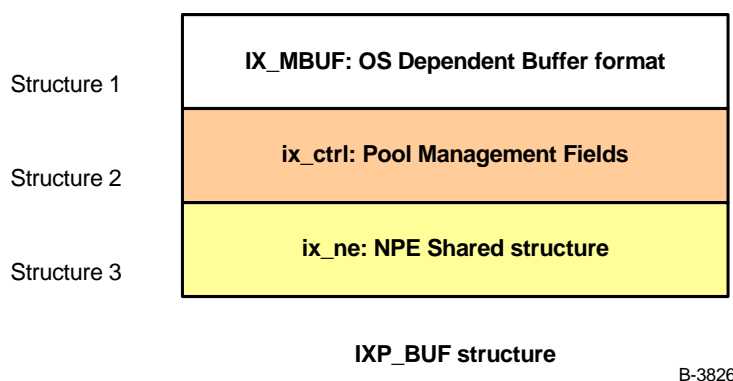 Structure 1
IX_MBUF: OS Dependent Buffer format
Structure 2
ix_ctrl: Pool Management Fields
Structure 3
ix_ne: NPE Shared structure
IXP_BUF structure
B-3826